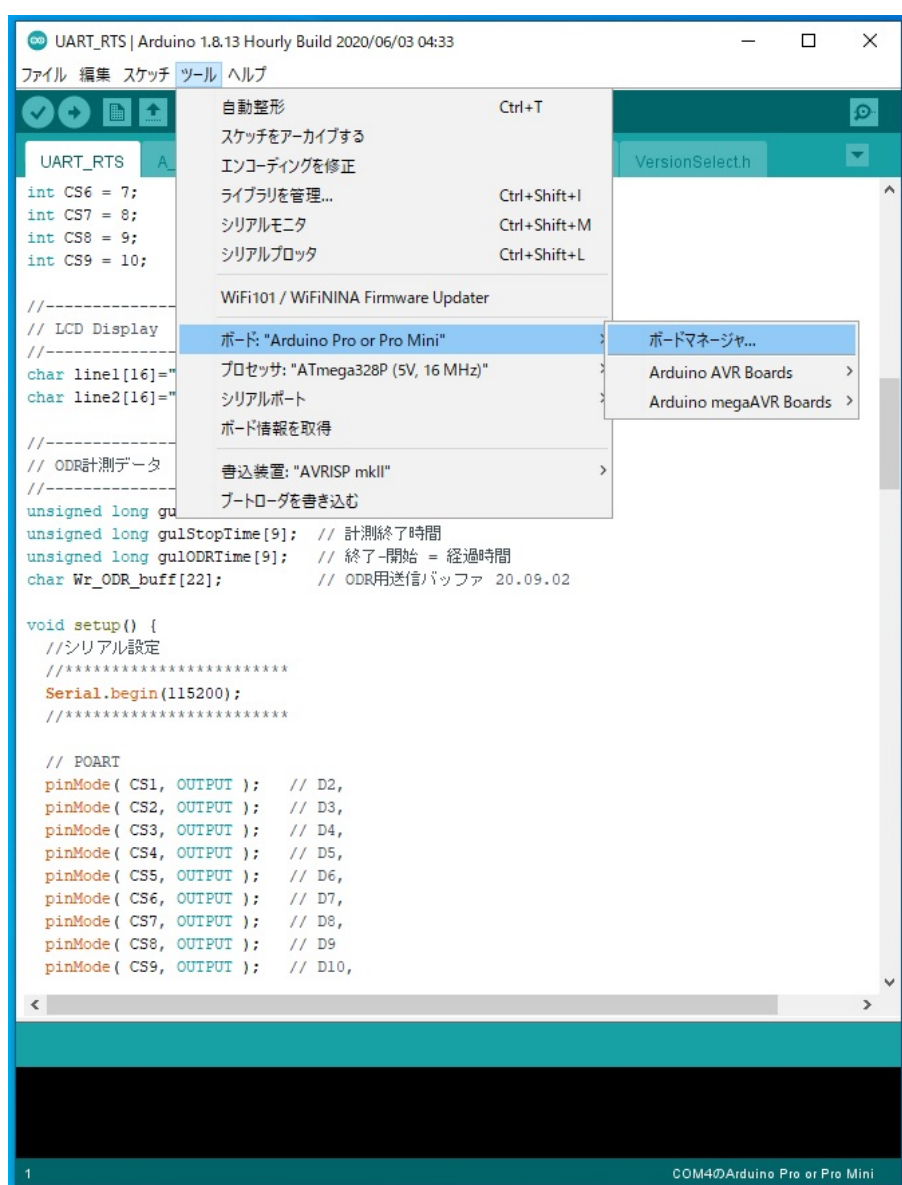 UART_RTS | Arduino 1.8.13 Hourly Build 2020/06/03 04:33
ファイル 編集 スケッチ ツール ヘルプ
自動整形 Ctrl+T
スケッチをアーカイブする
エンコーディングを修正
ライブラリを管理... Ctrl+Shift+I
シリアルモニタ Ctrl+Shift+M
シリアルプロッタ Ctrl+Shift+L
WiFi101 / WiFiNINA Firmware Updater
ボード: "Arduino Pro or Pro Mini"
プロセッサ: "ATmega328P (5V, 16 MHz)"
シリアルポート
ボード情報を取得
書込装置: "AVRISP mkII"
ブートローダを書き込む
ボードマネージャ...
Arduino AVR Boards
Arduino megaAVR Boards
UART_RTS A_ VersionSelect.h
int CS6 = 7;
int CS7 = 8;
int CS8 = 9;
int CS9 = 10;
//---------------
// LCD Display
//---------------
char line1[16]="
char line2[16]="
//---------------
// ODR計測データ
//---------------
unsigned long gu
unsigned long gulStopTime[9]; // 計測終了時間
unsigned long gulODRTime[9]; // 終了-開始 = 経過時間
char Wr_ODR_buff[22]; // ODR用送信バッファ 20.09.02
void setup() {
//シリアル設定
//*************************
Serial.begin(115200);
//*************************
// POART
pinMode( CS1, OUTPUT ); // D2,
pinMode( CS2, OUTPUT ); // D3,
pinMode( CS3, OUTPUT ); // D4,
pinMode( CS4, OUTPUT ); // D5,
pinMode( CS5, OUTPUT ); // D6,
pinMode( CS6, OUTPUT ); // D7,
pinMode( CS7, OUTPUT ); // D8,
pinMode( CS8, OUTPUT ); // D9
pinMode( CS9, OUTPUT ); // D10,
1 COM4のArduino Pro or Pro Mini